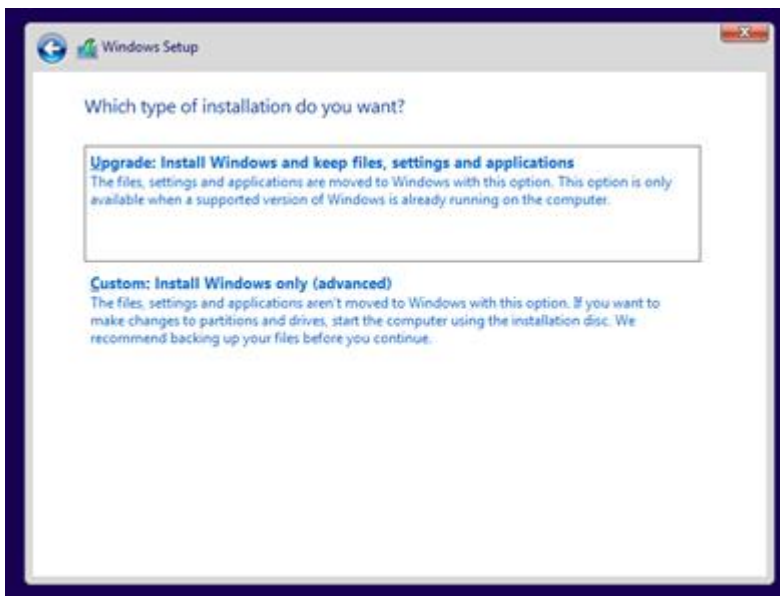 Windows Setup
Which type of installation do you want?
Upgrade: Install Windows and keep files, settings and applications
The files, settings and applications are moved to Windows with this option. This option is only
available when a supported version of Windows is already running on the computer.
Custom: Install Windows only (advanced)
The files, settings and applications aren't moved to Windows with this option. If you want to
make changes to partitions and drives, start the computer using the installation disc. We
recommend backing up your files before you continue.